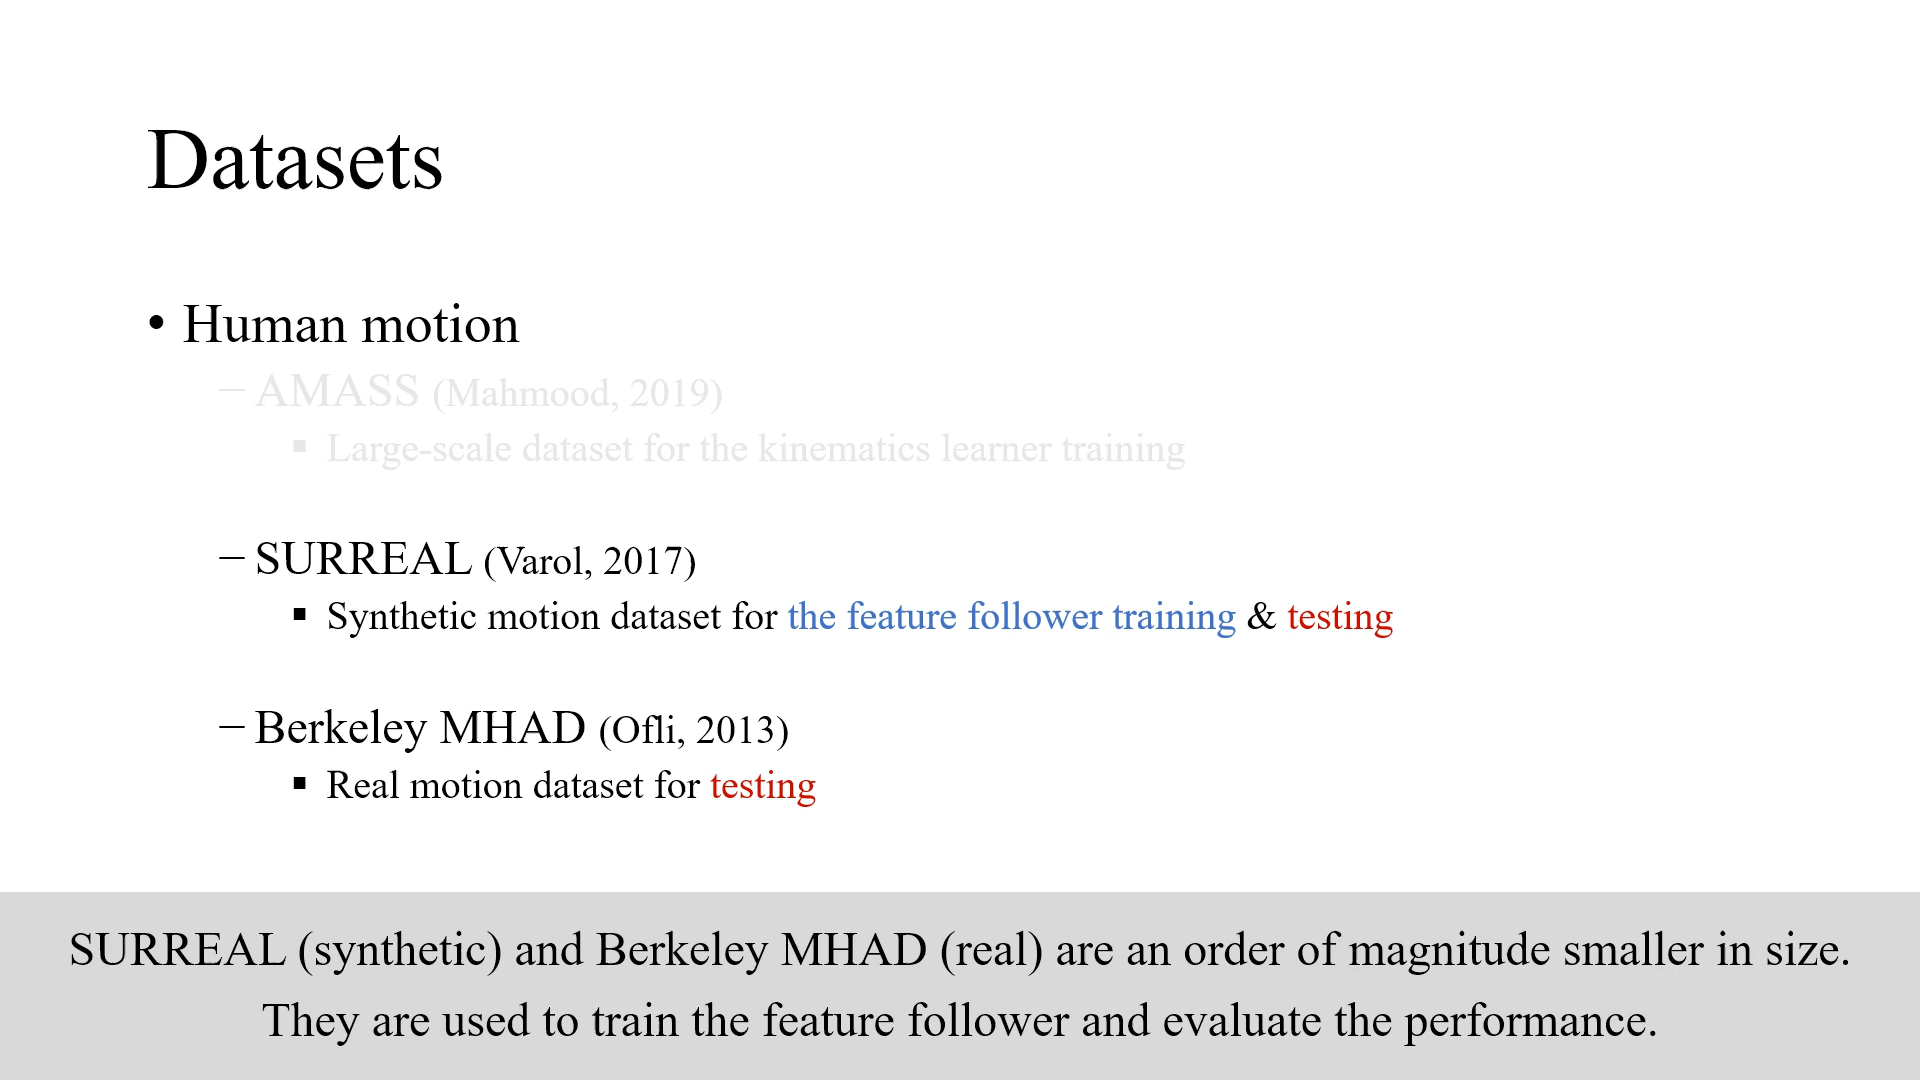 Datasets
• Human motion
– AMASS (Mahmood, 2019)
▪ Large-scale dataset for the kinematics learner training
– SURREAL (Varol, 2017)
▪ Synthetic motion dataset for the feature follower training & testing
– Berkeley MHAD (Ofli, 2013)
▪ Real motion dataset for testing
SURREAL (synthetic) and Berkeley MHAD (real) are an order of magnitude smaller in size.
They are used to train the feature follower and evaluate the performance.